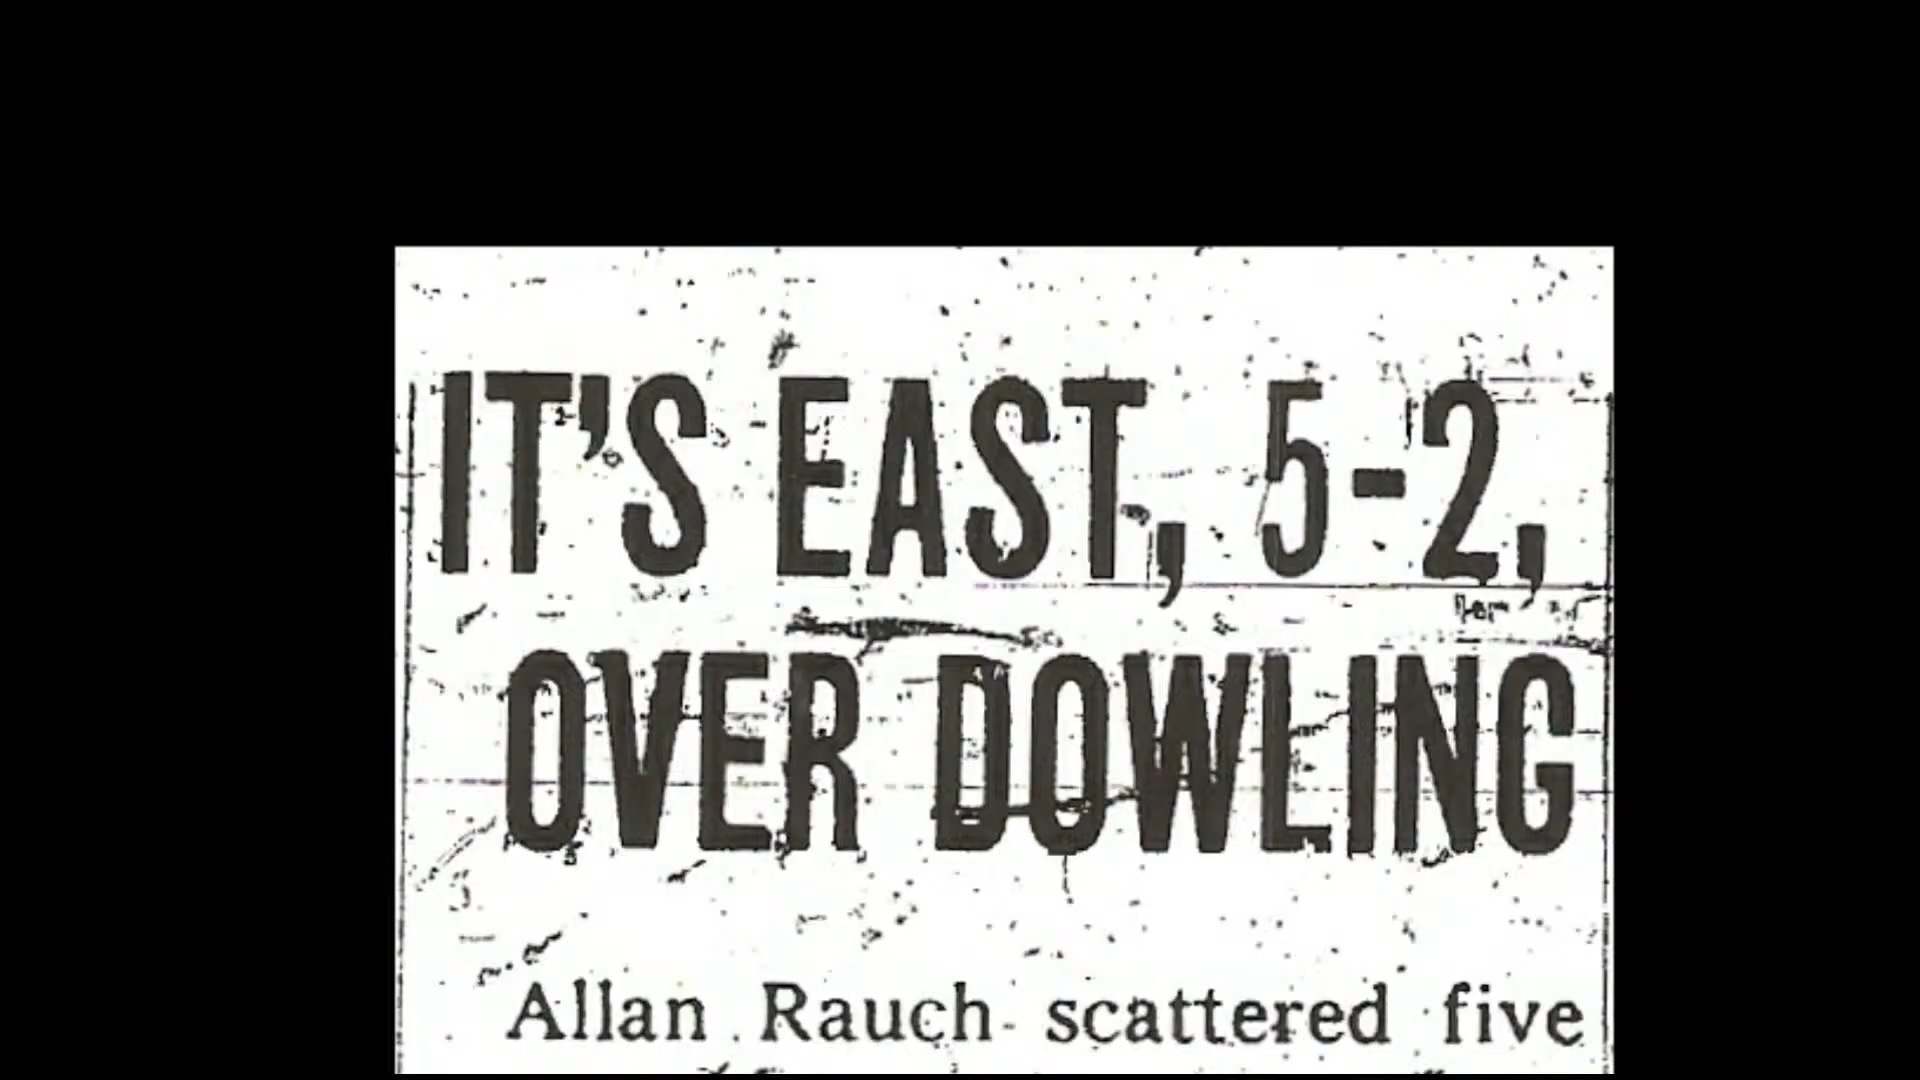 IT'S EAST, 5-2,
OVER DOWLING
Allan Rauch scattered five